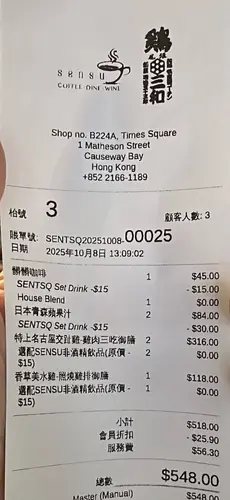 sensu
COFFEE·DINE·WINE
鶏
三和
Shop no. B224A, Times Square
1 Matheson Street
Causeway Bay
Hong Kong
+852 2166-1189
枱號 3 顧客人數: 3
賬單號: SENTSQ20251008-00025
日期: 2025年10月8日 13:09:02
髒髒咖啡 1 $45.00
SENTSQ Set Drink -$15 - $15.00
House Blend 1 $0.00
日本青森蘋果汁 2 $84.00
SENTSQ Set Drink -$15 - $30.00
特上名古屋交趾雞-雞肉三吃御膳 2 $316.00
選配SENSU非酒精飲品(原價 - 2 $0.00
$15)
香草美水雞-照燒雞排御膳 1 $118.00
選配SENSU非酒精飲品(原價 - 1 $0.00
$15)
小計 $518.00
會員折扣 - $25.90
服務費 $56.30
總數 $548.00
Master (Manual) $548.00